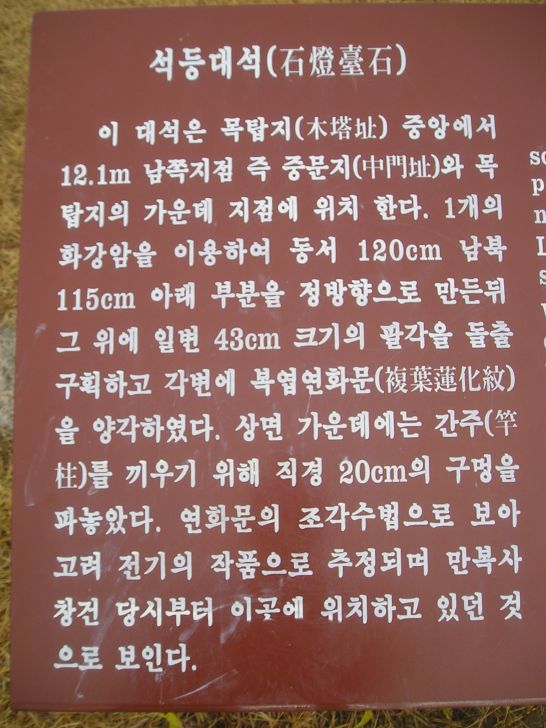 석등대석(石燈臺石)
이 대석은 목탑지(木塔址) 중앙에서
12.1m 남쪽지점 즉 중문지(中門址)와 목
탑지의 가운데 지점에 위치 한다. 1개의
화강암을 이용하여 동서 120cm 남북
115cm 아래 부분을 정방향으로 만든뒤
그 위에 일변 43cm 크기의 팔각을 돌출
구획하고 각변에 복엽연화문(複葉蓮化紋)
을 양각하였다. 상면 가운데에는 간주(竿
柱)를 끼우기 위해 직경 20cm의 구멍을
파놓았다. 연화문의 조각수법으로 보아
고려 전기의 작품으로 추정되며 만복사
창건 당시부터 이곳에 위치하고 있던 것
으로 보인다.